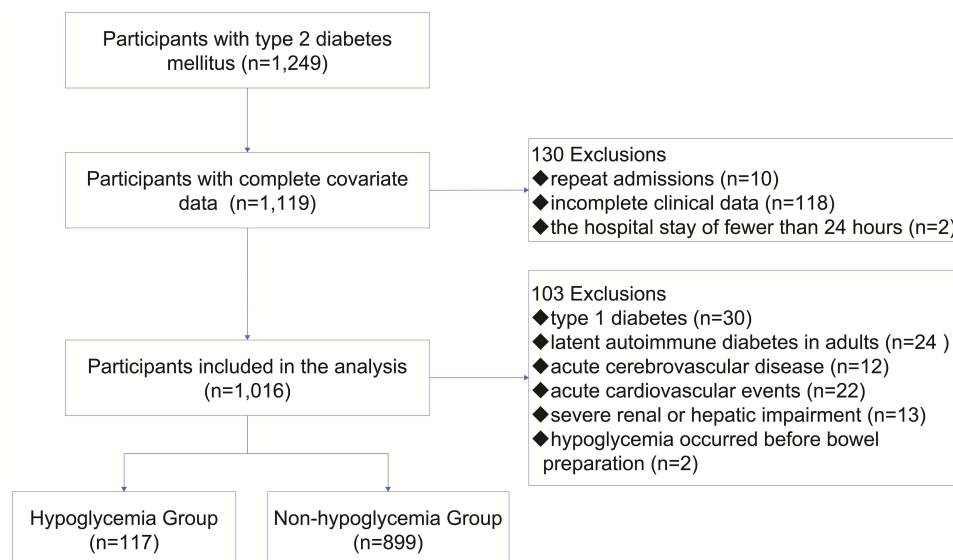 Participants with type 2 diabetes
mellitus (n=1,249)
Participants with complete covariate
data (n=1,119)
130 Exclusions
◆repeat admissions (n=10)
◆incomplete clinical data (n=118)
◆the hospital stay of fewer than 24 hours (n=2)
103 Exclusions
◆type 1 diabetes (n=30)
◆latent autoimmune diabetes in adults (n=24 )
◆acute cerebrovascular disease (n=12)
◆acute cardiovascular events (n=22)
◆severe renal or hepatic impairment (n=13)
◆hypoglycemia occurred before bowel
preparation (n=2)
Participants included in the analysis
(n=1,016)
Hypoglycemia Group
(n=117)
Non-hypoglycemia Group
(n=899)